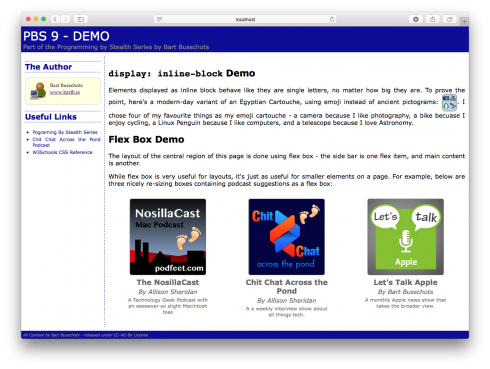 localhost
PBS 9 - DEMO
Part of the Programming by Stealth Series by Bart Busschots
The Author
Bart Busschots
www.bartb.ie
Useful Links
Pograming By Stealth Series
Chit Chat Across the Pond Podcast
W3Schools CSS Reference
display: inline-block Demo
Elements displayed as inline block behave like they are single letters, no matter how big they are. To prove the
point, here's a modern-day variant of an Egyptian Cartouche, using emoji instead of ancient pictograms: . I
chose four of my favourite things as my emoji cartouche - a camera because I like photography, a bike becuase I
enjoy cycling, a Linux Penguin because I like computers, and a telescope because I love Astronomy.
Flex Box Demo
The layout of the central region of this page is done using flex box - the side bar is one flex item, and main content
is another.
While flex box is very useful for layouts, it's just as useful for smaller elements on a page. For example, below are
three nicely re-sizing boxes containing podcast suggestions as a flex box:
NosillaCast
Mac Podcast
podfeet.com
The NosillaCast
By Allison Sheridan
A Technology Geek Podcast with
an eeeeever so slight Macintosh
bias
Chit
Chat
across the pond
Chit Chat Across the
Pond
By Allison Sheridan
A a weekly interview show about
all things tech.
Let's talk
Apple
Let's Talk Apple
By Bart Busschots
A monthly Apple news show that
takes the broader view.
All Content by Bart Busschots - released under CC-NC-By License